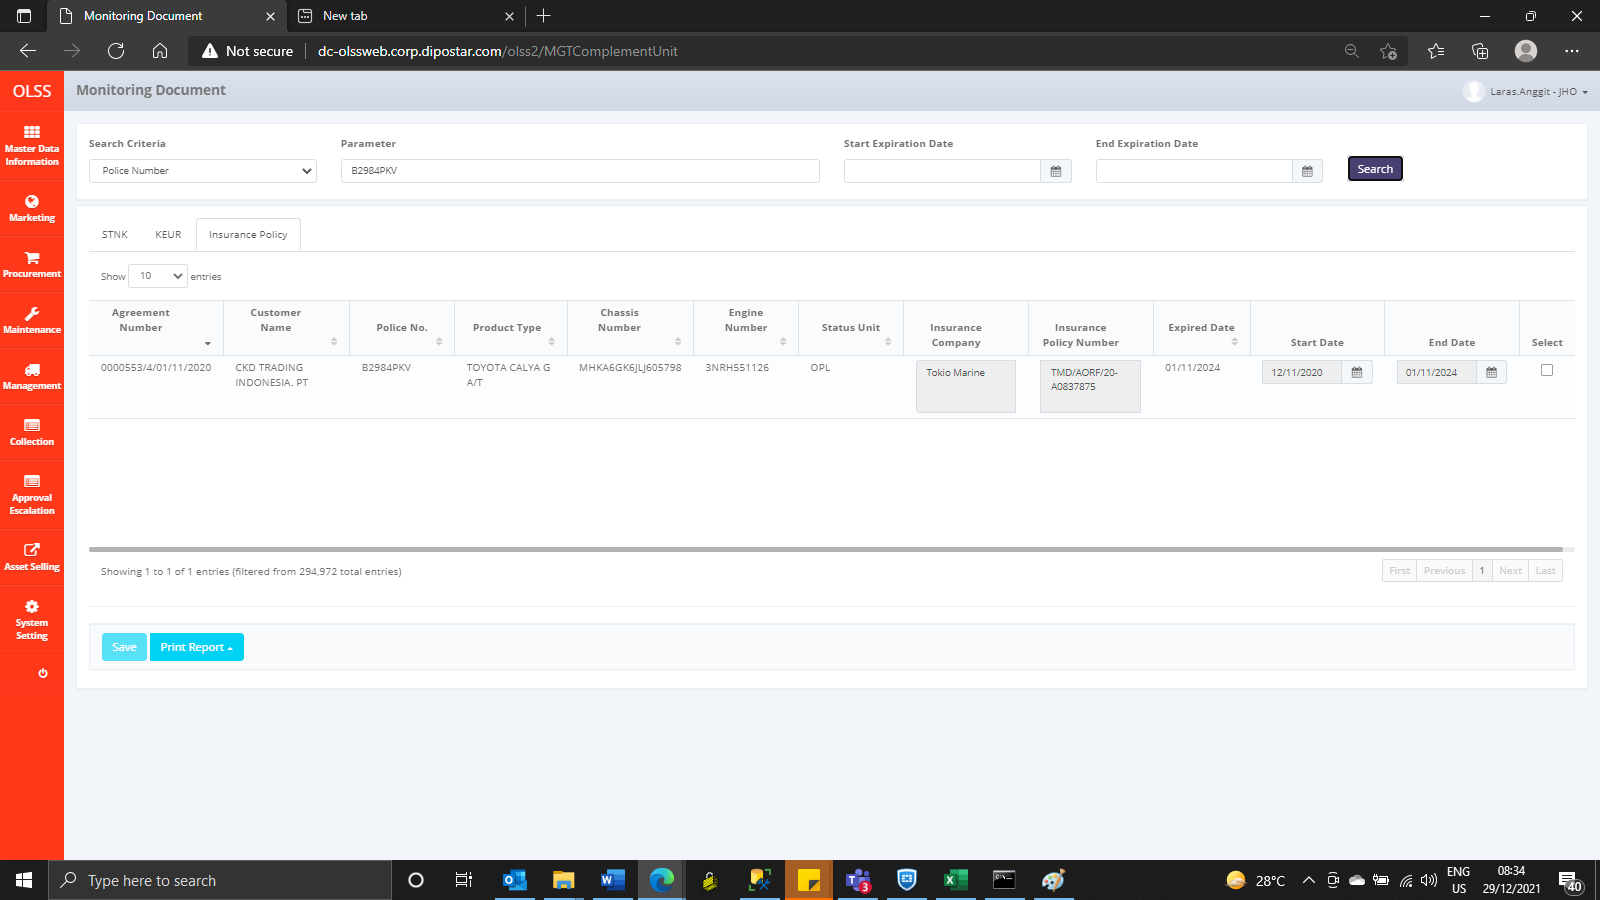 Monitoring Document
New tab
Not secure
dc-olssweb.corp.dipostar.com/olss2/MGTComplementUnit
OLSS
Monitoring Document
Laras.Anggit - JHO
Master Data
Information
Marketing
Procurement
Maintenance
Management
Collection
Approval
Escalation
Asset Selling
System
Setting
Search Criteria
Parameter
Start Expiration Date
End Expiration Date
Police Number
B2984PKV
Search
STNK
KEUR
Insurance Policy
Show 10 entries
Agreement
Number
Customer
Name
Police No.
Product Type
Chassis
Number
Engine
Number
Status Unit
Insurance
Company
Insurance
Policy Number
Expired Date
Start Date
End Date
Select
0000553/4/01/11/2020
CKD TRADING
INDONESIA. PT
B2984PKV
TOYOTA CALYA G
A/T
MHKA6GK6JLJ605798
3NRH551126
OPL
Tokio Marine
TMD/AORF/20-
A0837875
01/11/2024
12/11/2020
01/11/2024
Showing 1 to 1 of 1 entries (filtered from 294,972 total entries)
First
Previous
1
Next
Last
Save
Print Report
Type here to search
3
28°C
ENG
US
08:34
29/12/2021
40